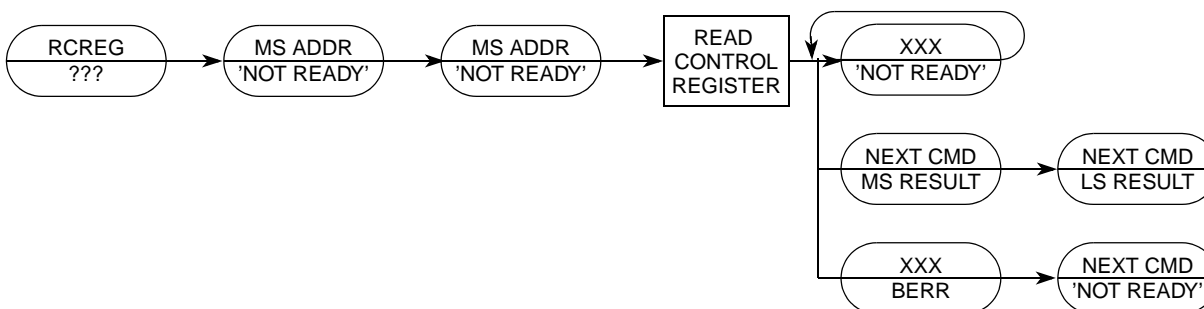 RCREG
???
MS ADDR
'NOT READY'
MS ADDR
'NOT READY'
READ
CONTROL
REGISTER
XXX
'NOT READY'
NEXT CMD
MS RESULT
NEXT CMD
LS RESULT
XXX
BERR
NEXT CMD
'NOT READY'